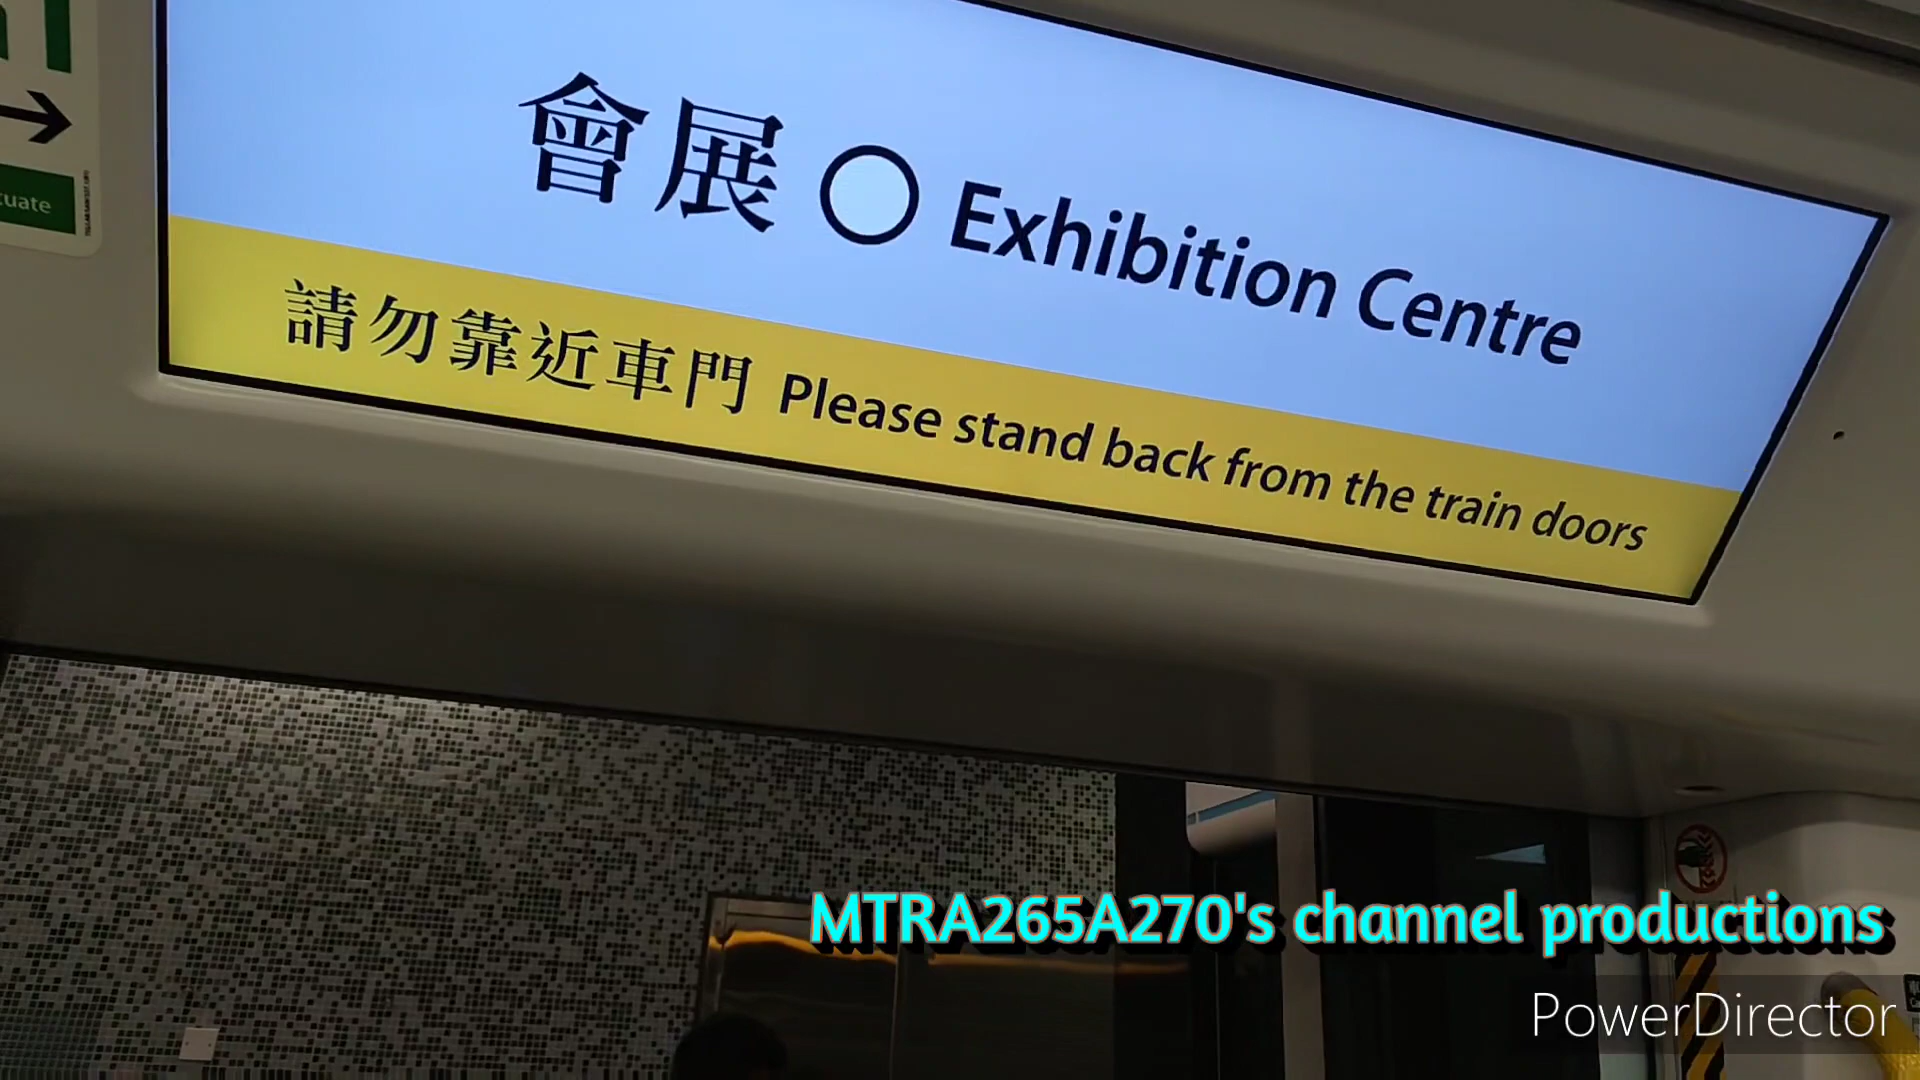 會展 Exhibition Centre
請勿靠近車門 Please stand back from the train doors
MTRA265A270's channel productions
PowerDirector